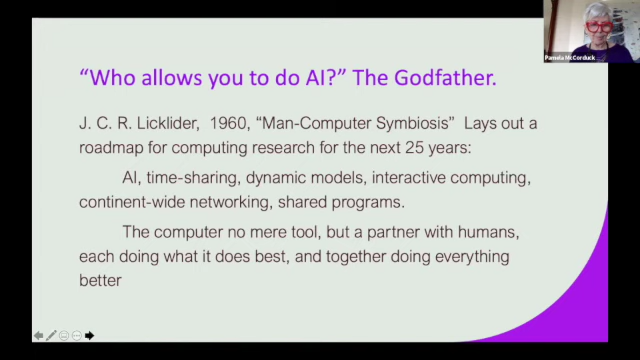 Pamela McCorduck
"Who allows you to do AI?" The Godfather.
J. C. R. Licklider, 1960, "Man-Computer Symbiosis" Lays out a
roadmap for computing research for the next 25 years:
AI, time-sharing, dynamic models, interactive computing,
continent-wide networking, shared programs.
The computer no mere tool, but a partner with humans,
each doing what it does best, and together doing everything
better